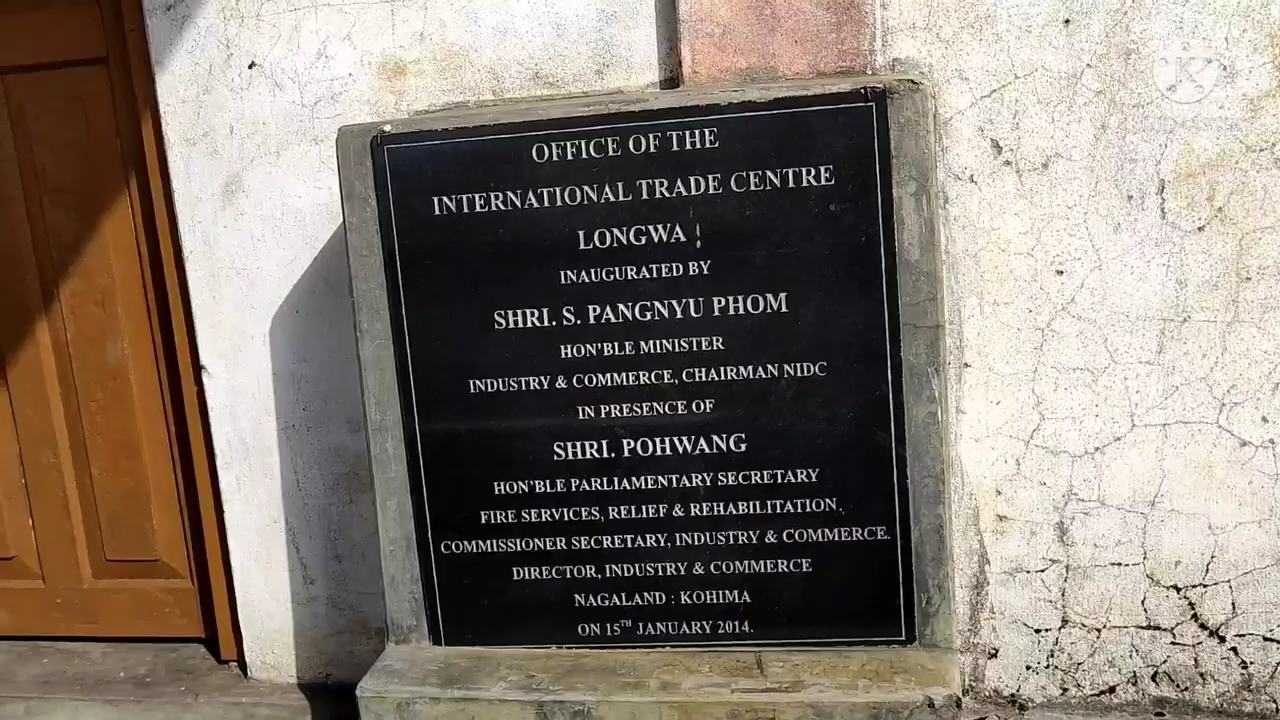 OFFICE OF THE
INTERNATIONAL TRADE CENTRE
LONGWA
INAUGURATED BY
SHRI. S. PANGNYU PHOM
HON'BLE MINISTER
INDUSTRY & COMMERCE, CHAIRMAN NIDC
IN PRESENCE OF
SHRI. POHWANG
HON'BLE PARLIAMENTARY SECRETARY
FIRE SERVICES, RELIEF & REHABILITATION.
COMMISSIONER SECRETARY, INDUSTRY & COMMERCE.
DIRECTOR, INDUSTRY & COMMERCE
NAGALAND : KOHIMA
ON 15TH JANUARY 2014.